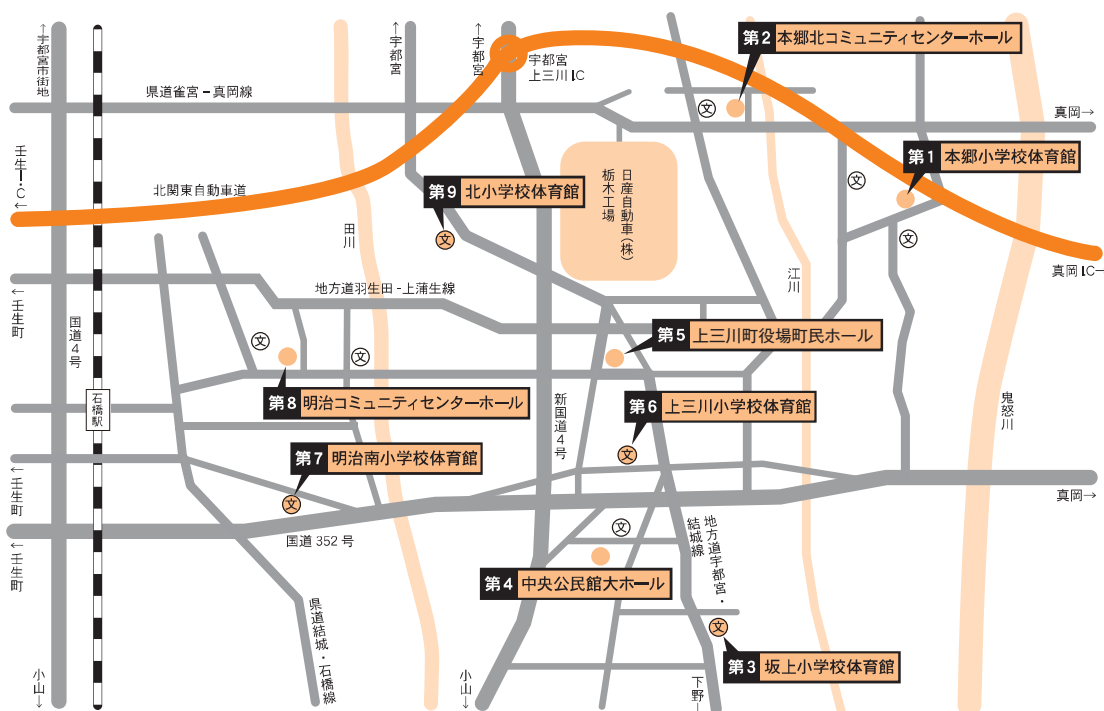 ←宇都宮市街地
←宇都宮
←宇都宮
宇都宮
上三川IC
第2 本郷北コミュニティセンターホール
県道雀宮−真岡線
文
真岡→
第1 本郷小学校体育館
壬生I・C←
北関東自動車道
第9 北小学校体育館
文
日産自動車(株)
栃木工場
文
文
田川
江川
真岡IC→
地方道羽生田-上蒲生線
←壬生町
国道4号
文
文
第5 上三川町役場町民ホール
第8 明治コミュニティセンターホール
石橋駅
新国道4号
第6 上三川小学校体育館
文
鬼怒川
第7 明治南小学校体育館
文
←壬生町
真岡→
国道352号
文
地方道宇都宮・
結城線
←壬生町
第4 中央公民館大ホール
県道結城・石橋線
文
第3 坂上小学校体育館
小山→
小山→
下野→